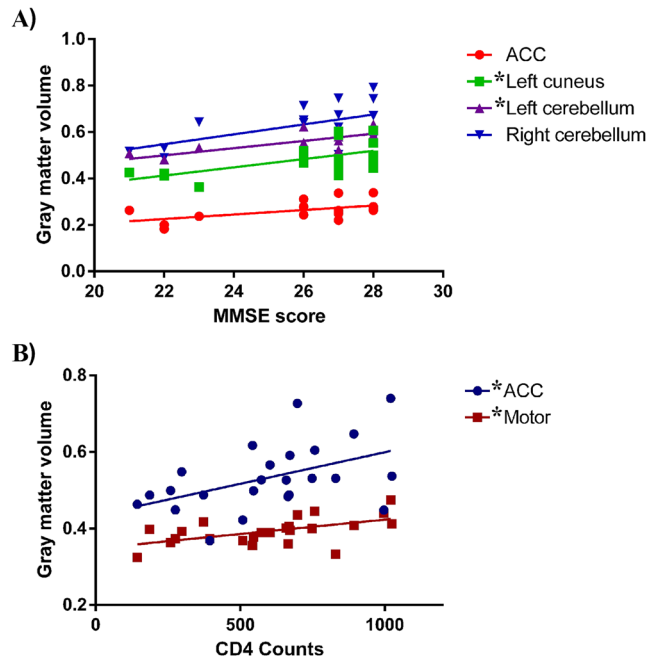 A)
1.0
0.8
0.6
0.4
0.2
0.0
Gray matter volume
20 22 24 26 28 30
MMSE score
ACC
*Left cuneus
*Left cerebellum
Right cerebellum
B)
0.8
0.6
0.4
0.2
Gray matter volume
0 500 1000
CD4 Counts
*ACC
*Motor